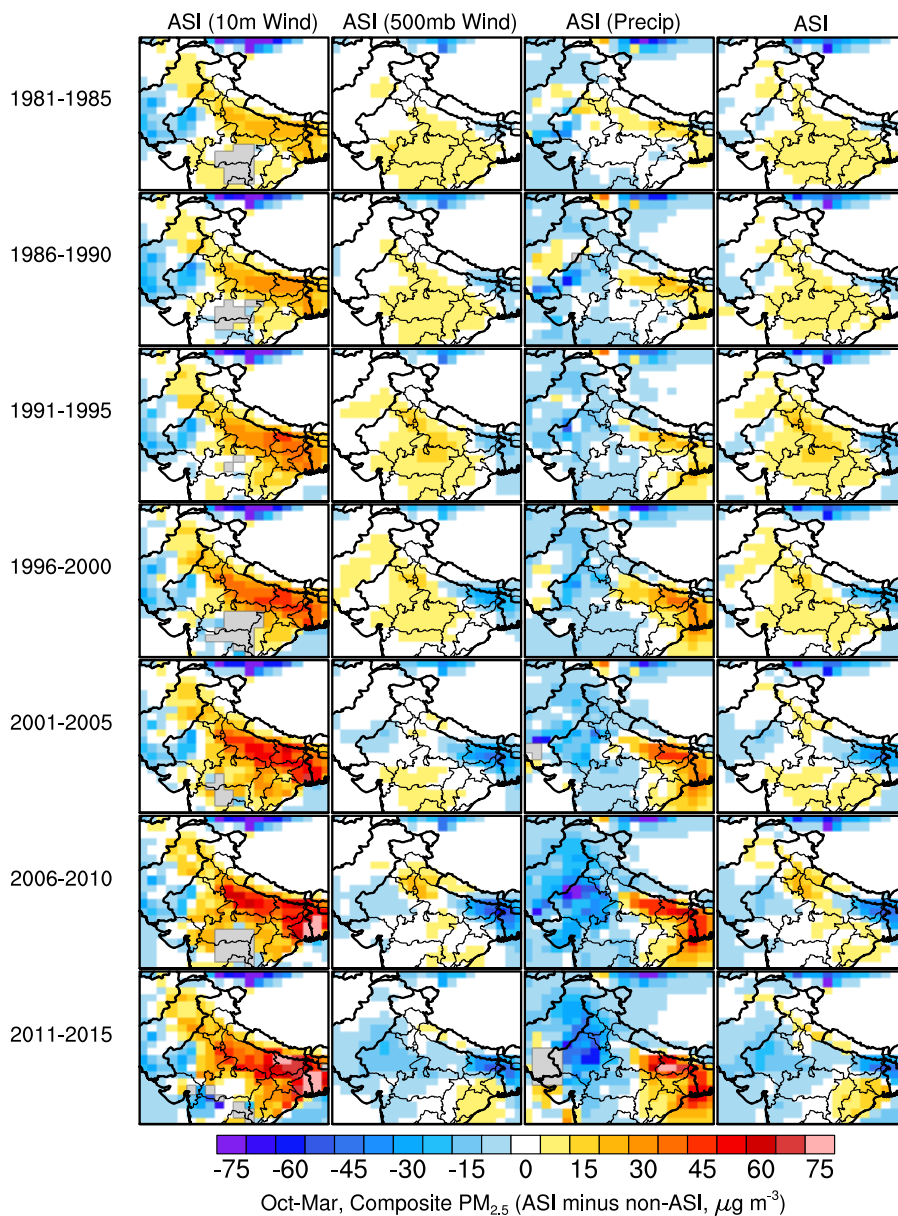 ASI (10m Wind) ASI (500mb Wind) ASI (Precip) ASI
1981-1985
1986-1990
1991-1995
1996-2000
2001-2005
2006-2010
2011-2015
-75 -60 -45 -30 -15 0 15 30 45 60 75
Oct-Mar, Composite PM2.5 (ASI minus non-ASI, μg m-3)